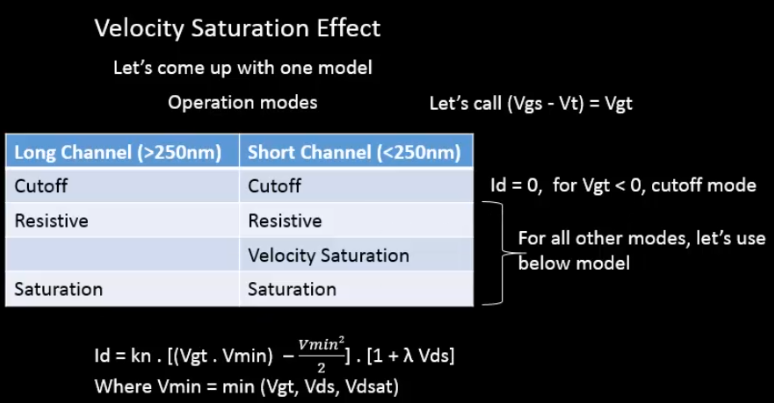 Velocity Saturation Effect
Let's come up with one model
Operation modes
Let's call (Vgs - Vt) = Vgt
Long Channel (>250nm) Short Channel (<250nm)
Cutoff Cutoff
Id = 0, for Vgt < 0, cutoff mode
Resistive Resistive
Velocity Saturation
Saturation Saturation
For all other modes, let's use
below model
Id = kn . [(Vgt . Vmin) – Vmin²/2] . [1 + λ Vds]
Where Vmin = min (Vgt, Vds, Vdsat)